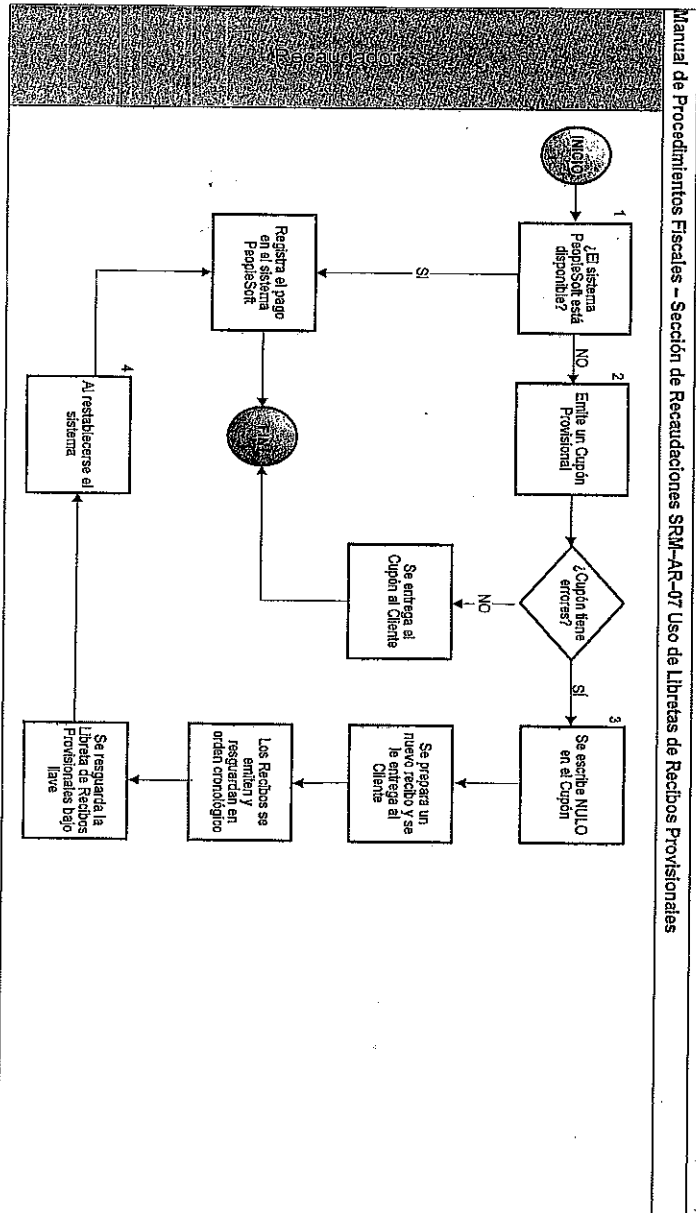 Manual de Procedimientos Fiscales – Sección de Recaudaciones SRM–AR–07 Uso de Libretas de Recibos Provisionales
Recaudador
INICIO
1
¿El sistema
PeopleSoft está
disponible?
SI
NO
Registra el pago
en el sistema
PeopleSoft
2
Emite un Cupón
Provisional
¿Cupón tiene
errores?
NO
SÍ
Se entrega el
Cupón al Cliente
FIN
3
Se escribe NULO
en el Cupón
Se prepara un
nuevo recibo y se
le entrega al
Cliente
Los Recibos se
emiten y
resguardan en
orden cronológico
Se resguarda la
Libreta de Recibos
Provisionales bajo
llave
4
Al restablecerse el
sistema